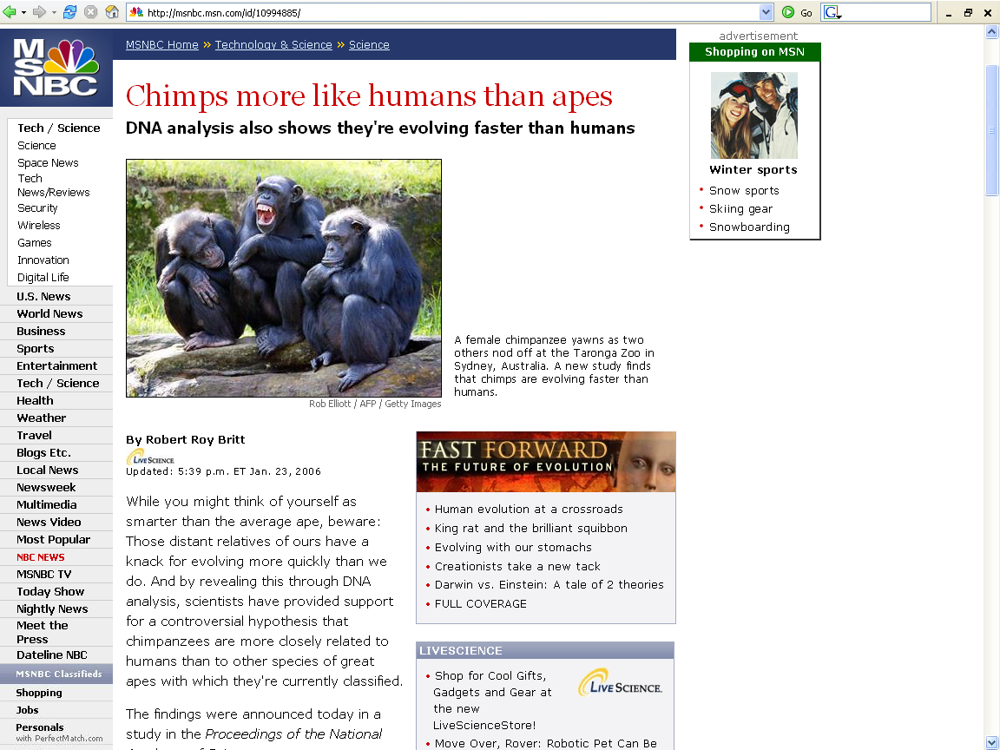 http://msnbc.msn.com/id/10994885/
Go
G
MSNBC
MSNBC Home » Technology & Science » Science
Chimps more like humans than apes
DNA analysis also shows they're evolving faster than humans
A female chimpanzee yawns as two
others nod off at the Taronga Zoo in
Sydney, Australia. A new study finds
that chimps are evolving faster than
humans.
Rob Elliott / AFP / Getty Images
By Robert Roy Britt
LIVESCIENCE
Updated: 5:39 p.m. ET Jan. 23, 2006
While you might think of yourself as
smarter than the average ape, beware:
Those distant relatives of ours have a
knack for evolving more quickly than we
do. And by revealing this through DNA
analysis, scientists have provided support
for a controversial hypothesis that
chimpanzees are more closely related to
humans than to other species of great
apes with which they're currently classified.
The findings were announced today in a
study in the Proceedings of the National
FAST FORWARD
THE FUTURE OF EVOLUTION
• Human evolution at a crossroads
• King rat and the brilliant squibbon
• Evolving with our stomachs
• Creationists take a new tack
• Darwin vs. Einstein: A tale of 2 theories
• FULL COVERAGE
LIVESCIENCE
• Shop for Cool Gifts,
Gadgets and Gear at
the new
LiveScienceStore!
LIVESCIENCE.
• Move Over, Rover: Robotic Pet Can Be
Tech / Science
Science
Space News
Tech
News/Reviews
Security
Wireless
Games
Innovation
Digital Life
U.S. News
World News
Business
Sports
Entertainment
Tech / Science
Health
Weather
Travel
Blogs Etc.
Local News
Newsweek
Multimedia
News Video
Most Popular
NBC NEWS
MSNBC TV
Today Show
Nightly News
Meet the
Press
Dateline NBC
MSNBC Classifieds
Shopping
Jobs
Personals
with PerfectMatch.com
advertisement
Shopping on MSN
Winter sports
• Snow sports
• Skiing gear
• Snowboarding